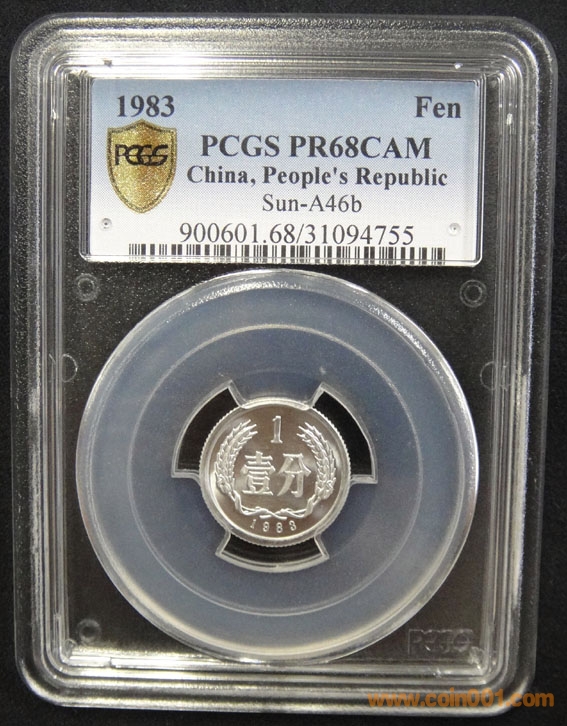 1983 Fen
PCGS
PCGS PR68CAM
China, People's Republic
Sun-A46b
900601.68/31094755
1
壹分
1983
PCGS
www.coin001.com